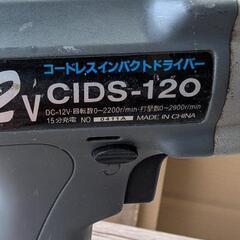 コードレスインパクトドライバー
2V CIDS-120
DC-12V・回転数0~2200r/min・打撃数0~2900r/min
15分充電 NO 0411A MADE IN CHINA